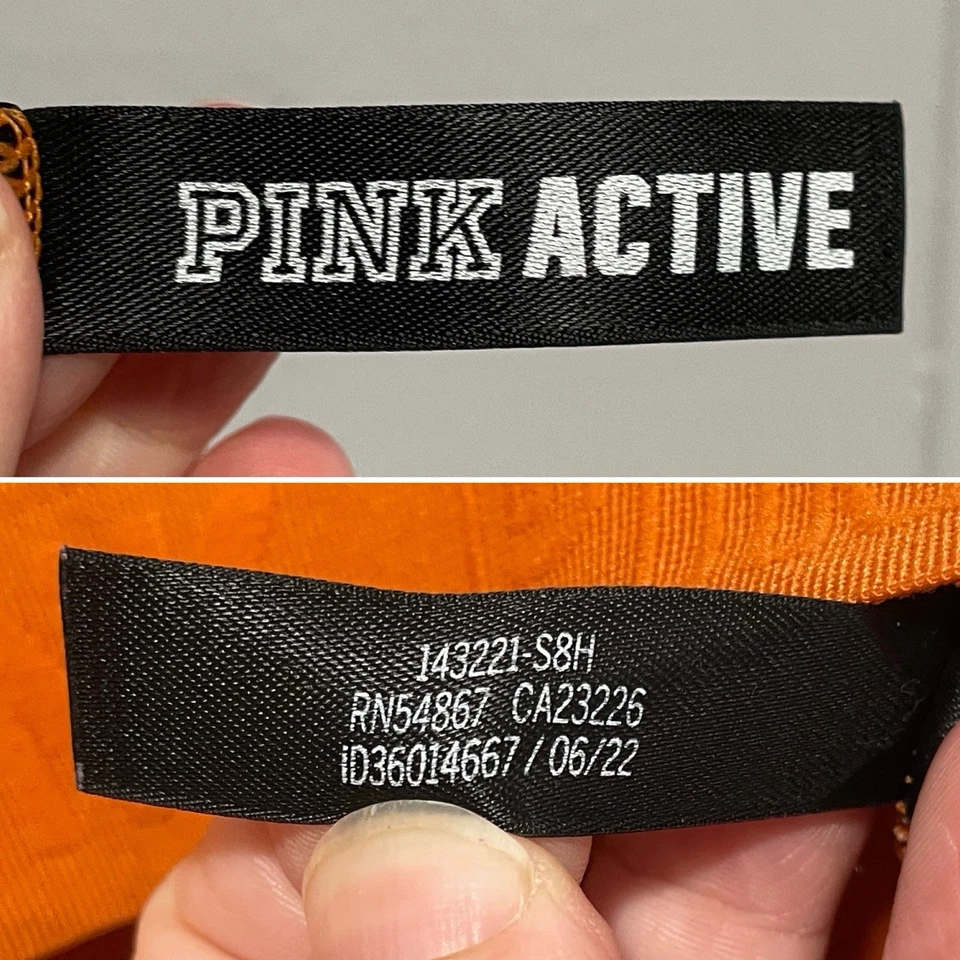 PINK ACTIVE
143221-S8H
RN54867 CA23226
iD36014667 / 06/22